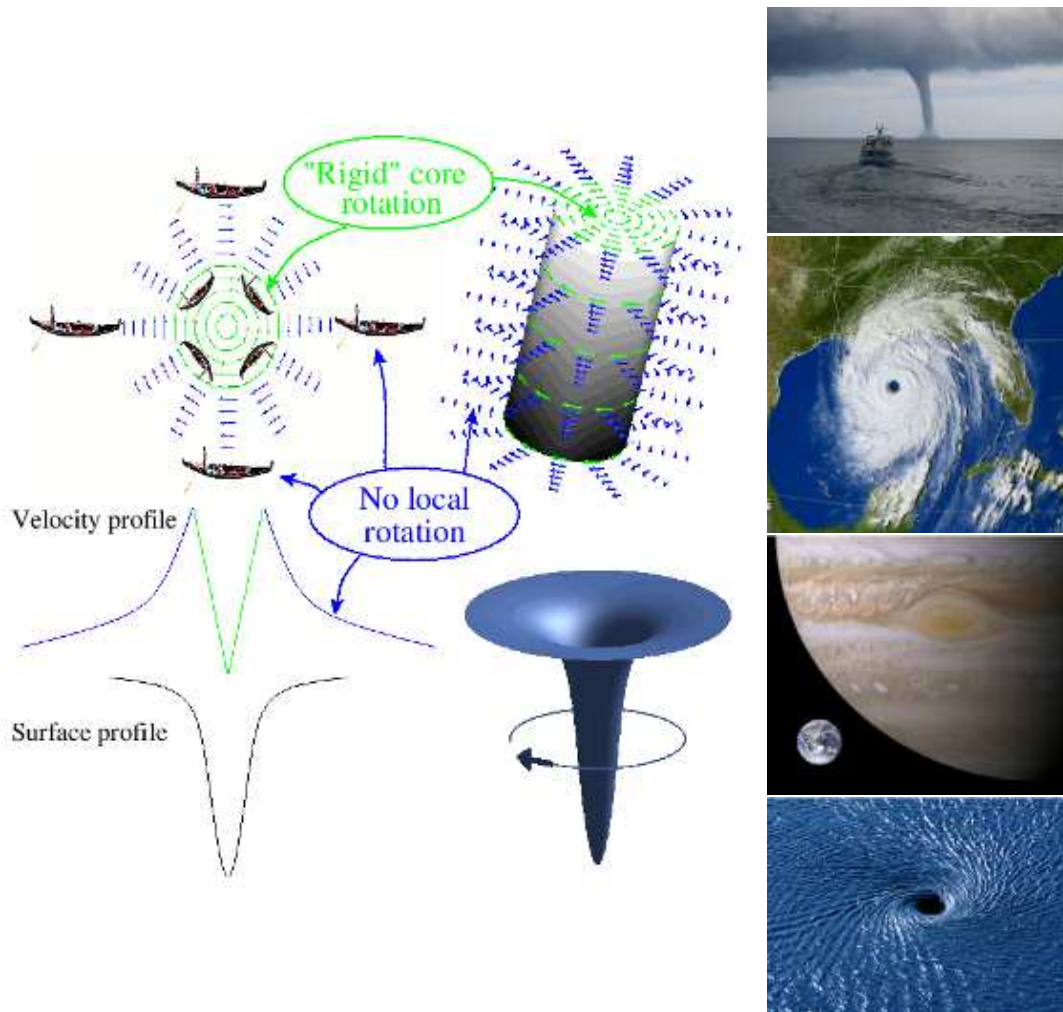 "Rigid" core
rotation
No local
rotation
Velocity profile
Surface profile